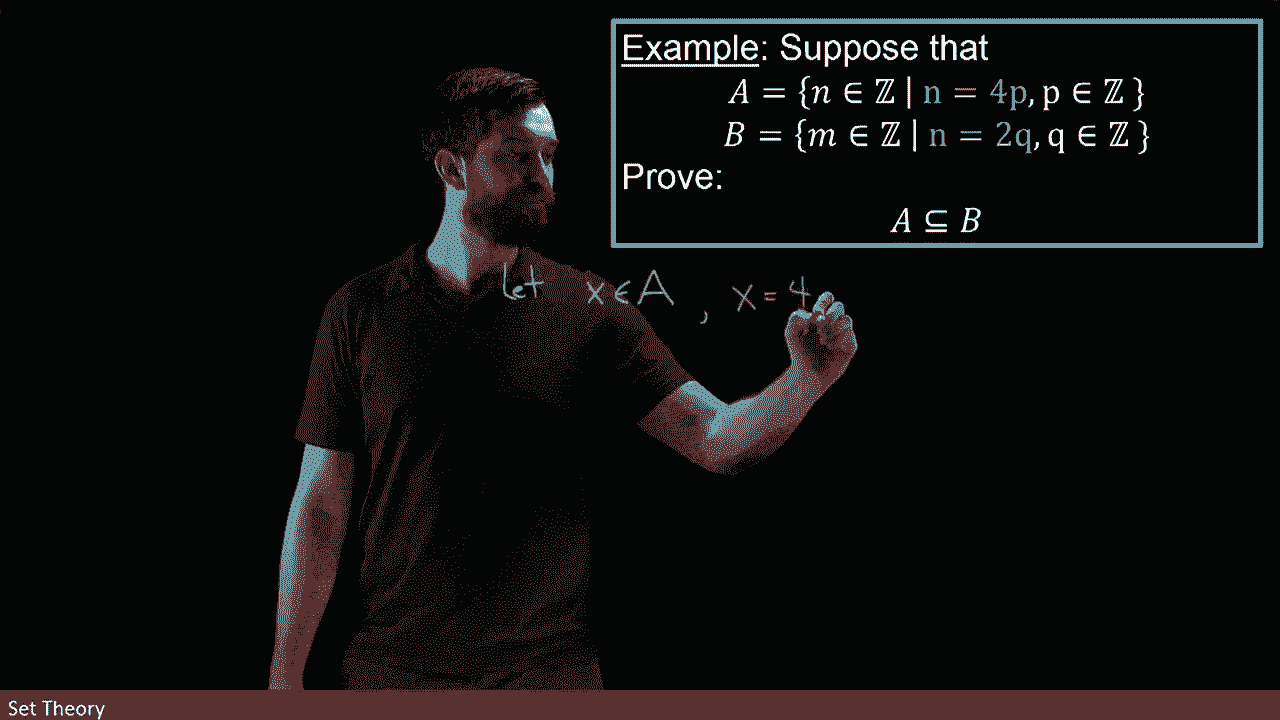 Example: Suppose that
A = {n ∈ ℤ | n = 4p, p ∈ ℤ }
B = {m ∈ ℤ | n = 2q, q ∈ ℤ }
Prove:
A ⊆ B
Let x ∈ A , x = 4
Set Theory